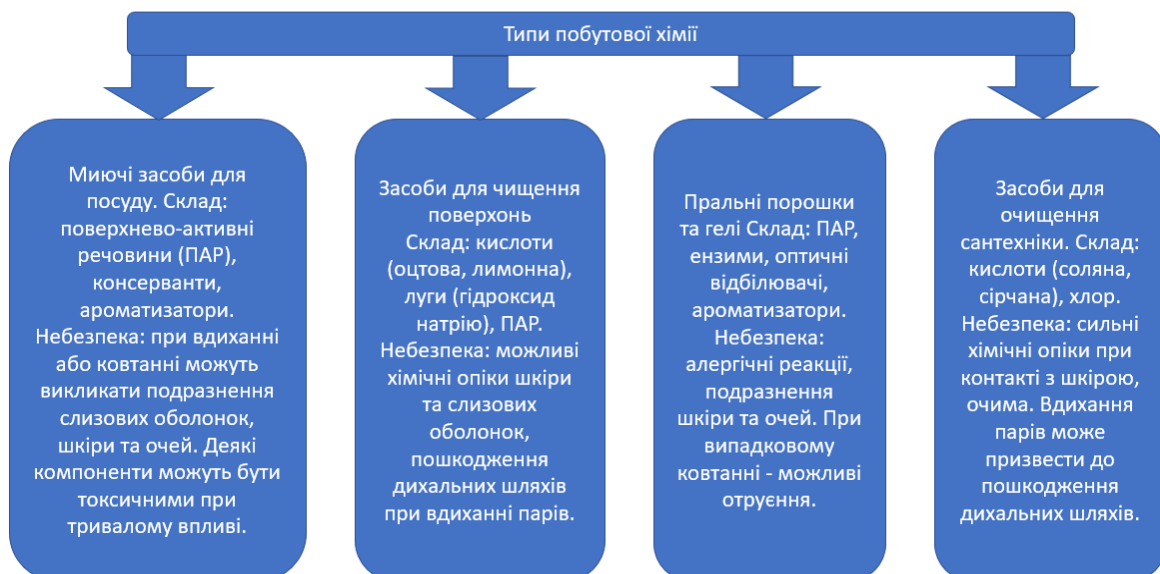 Типи побутової хімії
Миючі засоби для
посуду. Склад:
поверхнево-активні
речовини (ПАР),
консерванти,
ароматизатори.
Небезпека: при вдиханні
або ковтанні можуть
викликати подразнення
слизових оболонок,
шкіри та очей. Деякі
компоненти можуть бути
токсичними при
тривалому впливі.
Засоби для чищення
поверхонь
Склад: кислоти
(оцтова, лимонна),
луги (гідроксид
натрію), ПАР.
Небезпека: можливі
хімічні опіки шкіри
та слизових
оболонок,
пошкодження
дихальних шляхів
при вдиханні парів.
Пральні порошки
та гелі Склад: ПАР,
ензими, оптичні
відбілювачі,
ароматизатори.
Небезпека:
алергічні реакції,
подразнення
шкіри та очей. При
випадковому
ковтанні - можливі
отруєння.
Засоби для
очищення
сантехніки. Склад:
кислоти (соляна,
сірчана), хлор.
Небезпека: сильні
хімічні опіки при
контакті з шкірою,
очима. Вдихання
парів може
призвести до
пошкодження
дихальних шляхів.